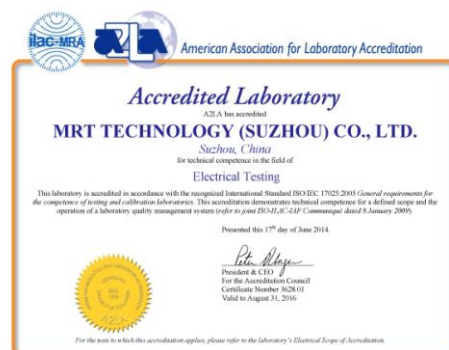 ilac-MRA
A2LA
American Association for Laboratory Accreditation
Accredited Laboratory
A2LA has accredited
MRT TECHNOLOGY (SUZHOU) CO., LTD.
Suzhou, China
for technical competence in the field of
Electrical Testing
This laboratory is accredited in accordance with the recognized International Standard ISO/IEC 17025:2005 General requirements for
the competence of testing and calibration laboratories. This accreditation demonstrates technical competence for a defined scope and the
operation of a laboratory quality management system (refer to joint ISO-ILAC-IAF Communiqué dated 8 January 2009).
Presented this 17th day of June 2014.
President & CEO
For the Accreditation Council
Certificate Number 3628.01
Valid to August 31, 2016
A2LA
For the tests to which this accreditation applies, please refer to the laboratory's Electrical Scope of Accreditation.